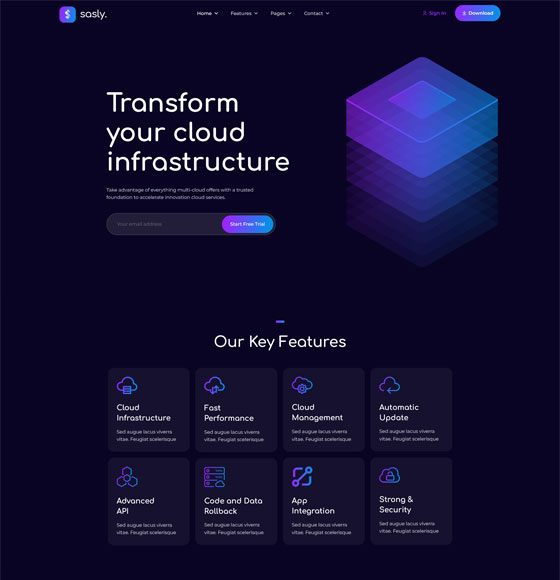 sasly.
Home
Features
Pages
Contact
Sign In
Download
Transform
your cloud
infrastructure
Take advantage of everything multi-cloud offers with a trusted
foundation to accelerate innovation cloud services.
Your email address
Start Free Trial
Our Key Features
Cloud
Infrastructure
Sed augue lacus viverra
vitae. Feugiat scelerisque
Fast
Performance
Sed augue lacus viverra
vitae. Feugiat scelerisque
Cloud
Management
Sed augue lacus viverra
vitae. Feugiat scelerisque
Automatic
Update
Sed augue lacus viverra
vitae. Feugiat scelerisque
Advanced
API
Sed augue lacus viverra
vitae. Feugiat scelerisque
Code and Data
Rollback
Sed augue lacus viverra
vitae. Feugiat scelerisque
App
Integration
Sed augue lacus viverra
vitae. Feugiat scelerisque
Strong &
Security
Sed augue lacus viverra
vitae. Feugiat scelerisque